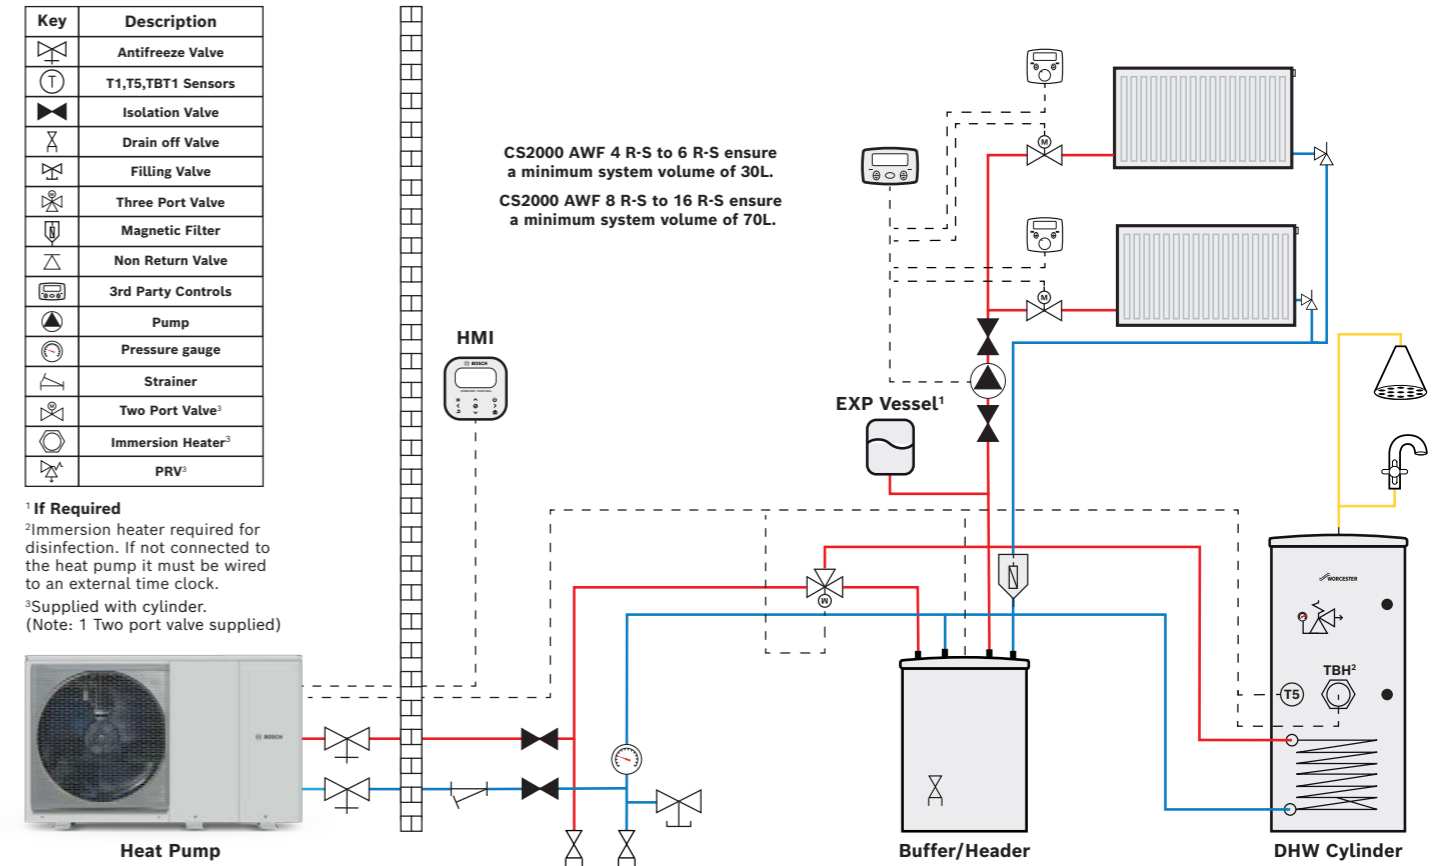 Key Description
Antifreeze Valve
T T1,T5,TBT1 Sensors
Isolation Valve
Drain off Valve
Filling Valve
M Three Port Valve
Magnetic Filter
Non Return Valve
3rd Party Controls
Pump
Pressure gauge
Strainer
M Two Port Valve³
Immersion Heater³
PRV³
¹ If Required
²Immersion heater required for
disinfection. If not connected to
the heat pump it must be wired
to an external time clock.
³Supplied with cylinder.
(Note: 1 Two port valve supplied)
BOSCH
Heat Pump
HMI
BOSCH
CS2000 AWF 4 R-S to 6 R-S ensure
a minimum system volume of 30L.
CS2000 AWF 8 R-S to 16 R-S ensure
a minimum system volume of 70L.
M
M
EXP Vessel¹
M
Buffer/Header
WORCESTER
TBH²
T5
DHW Cylinder